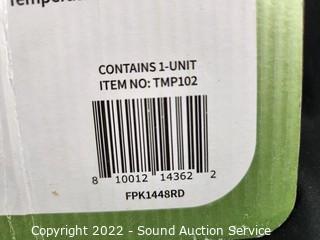 CONTAINS 1-UNIT
ITEM NO: TMP102
8 10012 14362 2
FPK1448RD
Copyright 2022 - Sound Auction Service